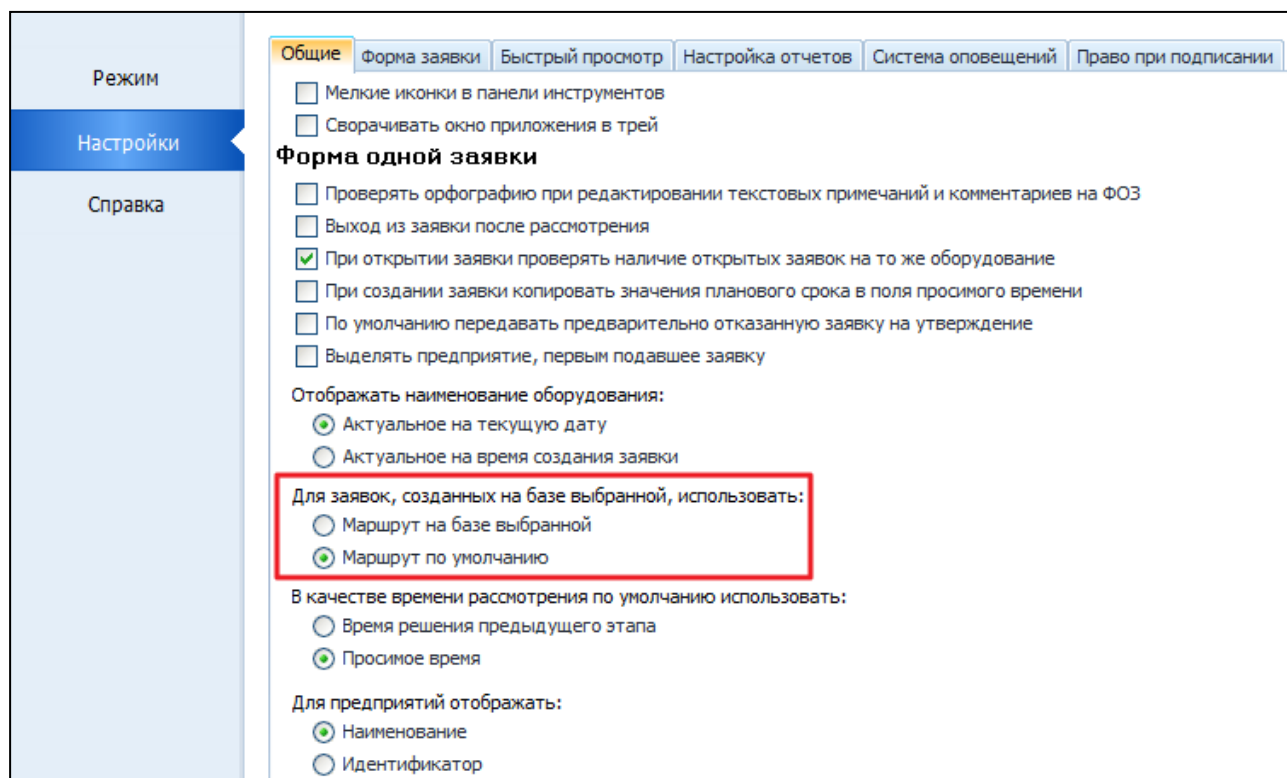 Режим
Настройки
Справка
Общие Форма заявки Быстрый просмотр Настройка отчетов Система оповещений Право при подписании
Мелкие иконки в панели инструментов
Сворачивать окно приложения в трей
Форма одной заявки
Проверять орфографию при редактировании текстовых примечаний и комментариев на ФОЗ
Выход из заявки после рассмотрения
При открытии заявки проверять наличие открытых заявок на то же оборудование
При создании заявки копировать значения планового срока в поля просимого времени
По умолчанию передавать предварительно отказанную заявку на утверждение
Выделять предприятие, первым подавшее заявку
Отображать наименование оборудования:
Актуальное на текущую дату
Актуальное на время создания заявки
Для заявок, созданных на базе выбранной, использовать:
Маршрут на базе выбранной
Маршрут по умолчанию
В качестве времени рассмотрения по умолчанию использовать:
Время решения предыдущего этапа
Просимое время
Для предприятий отображать:
Наименование
Идентификатор